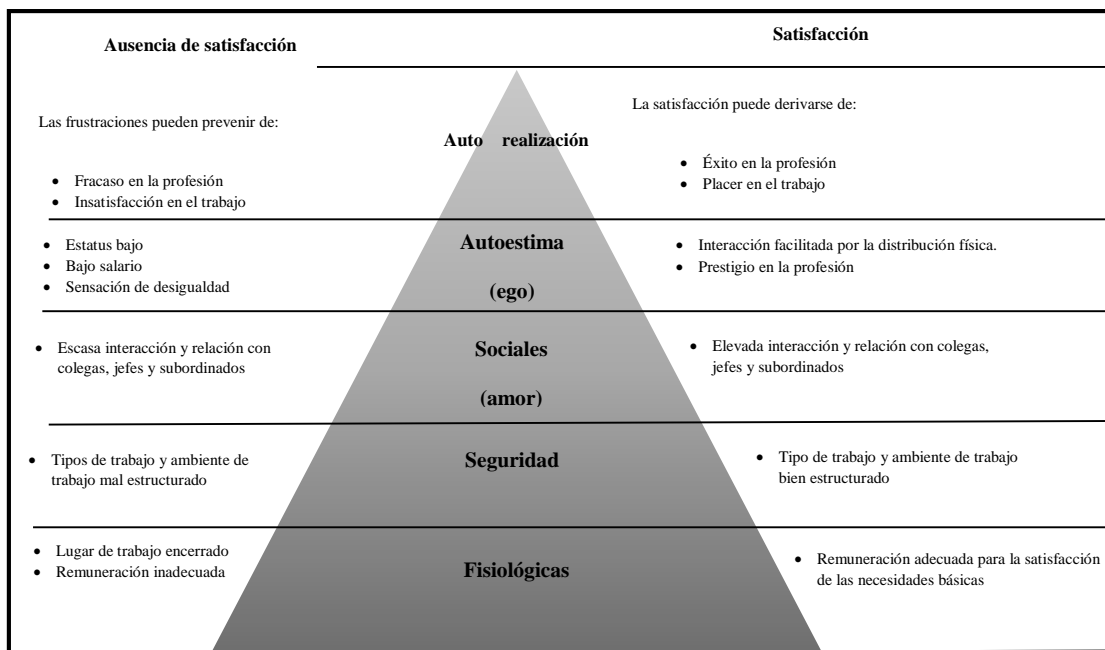 Ausencia de satisfacción
Satisfacción
Las frustraciones pueden prevenir de:
La satisfacción puede derivarse de:
Auto realización
• Fracaso en la profesión
• Insatisfacción en el trabajo
• Éxito en la profesión
• Placer en el trabajo
• Estatus bajo
• Bajo salario
• Sensación de desigualdad
Autoestima
(ego)
• Interacción facilitada por la distribución física.
• Prestigio en la profesión
• Escasa interacción y relación con
colegas, jefes y subordinados
Sociales
(amor)
• Elevada interacción y relación con colegas,
jefes y subordinados
• Tipos de trabajo y ambiente de
trabajo mal estructurado
Seguridad
• Tipo de trabajo y ambiente de trabajo
bien estructurado
• Lugar de trabajo encerrado
• Remuneración inadecuada
Fisiológicas
• Remuneración adecuada para la satisfacción
de las necesidades básicas